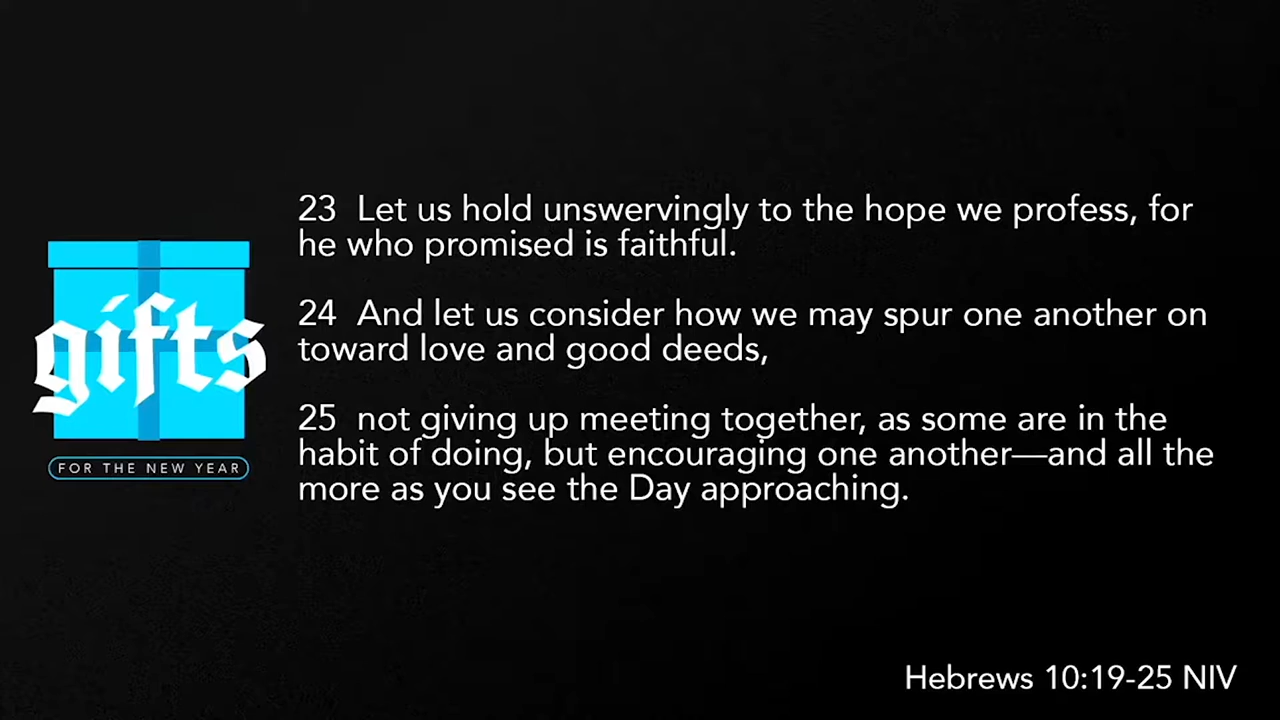 gifts
FOR THE NEW YEAR
23 Let us hold unswervingly to the hope we profess, for
he who promised is faithful.
24 And let us consider how we may spur one another on
toward love and good deeds,
25 not giving up meeting together, as some are in the
habit of doing, but encouraging one another—and all the
more as you see the Day approaching.
Hebrews 10:19-25 NIV